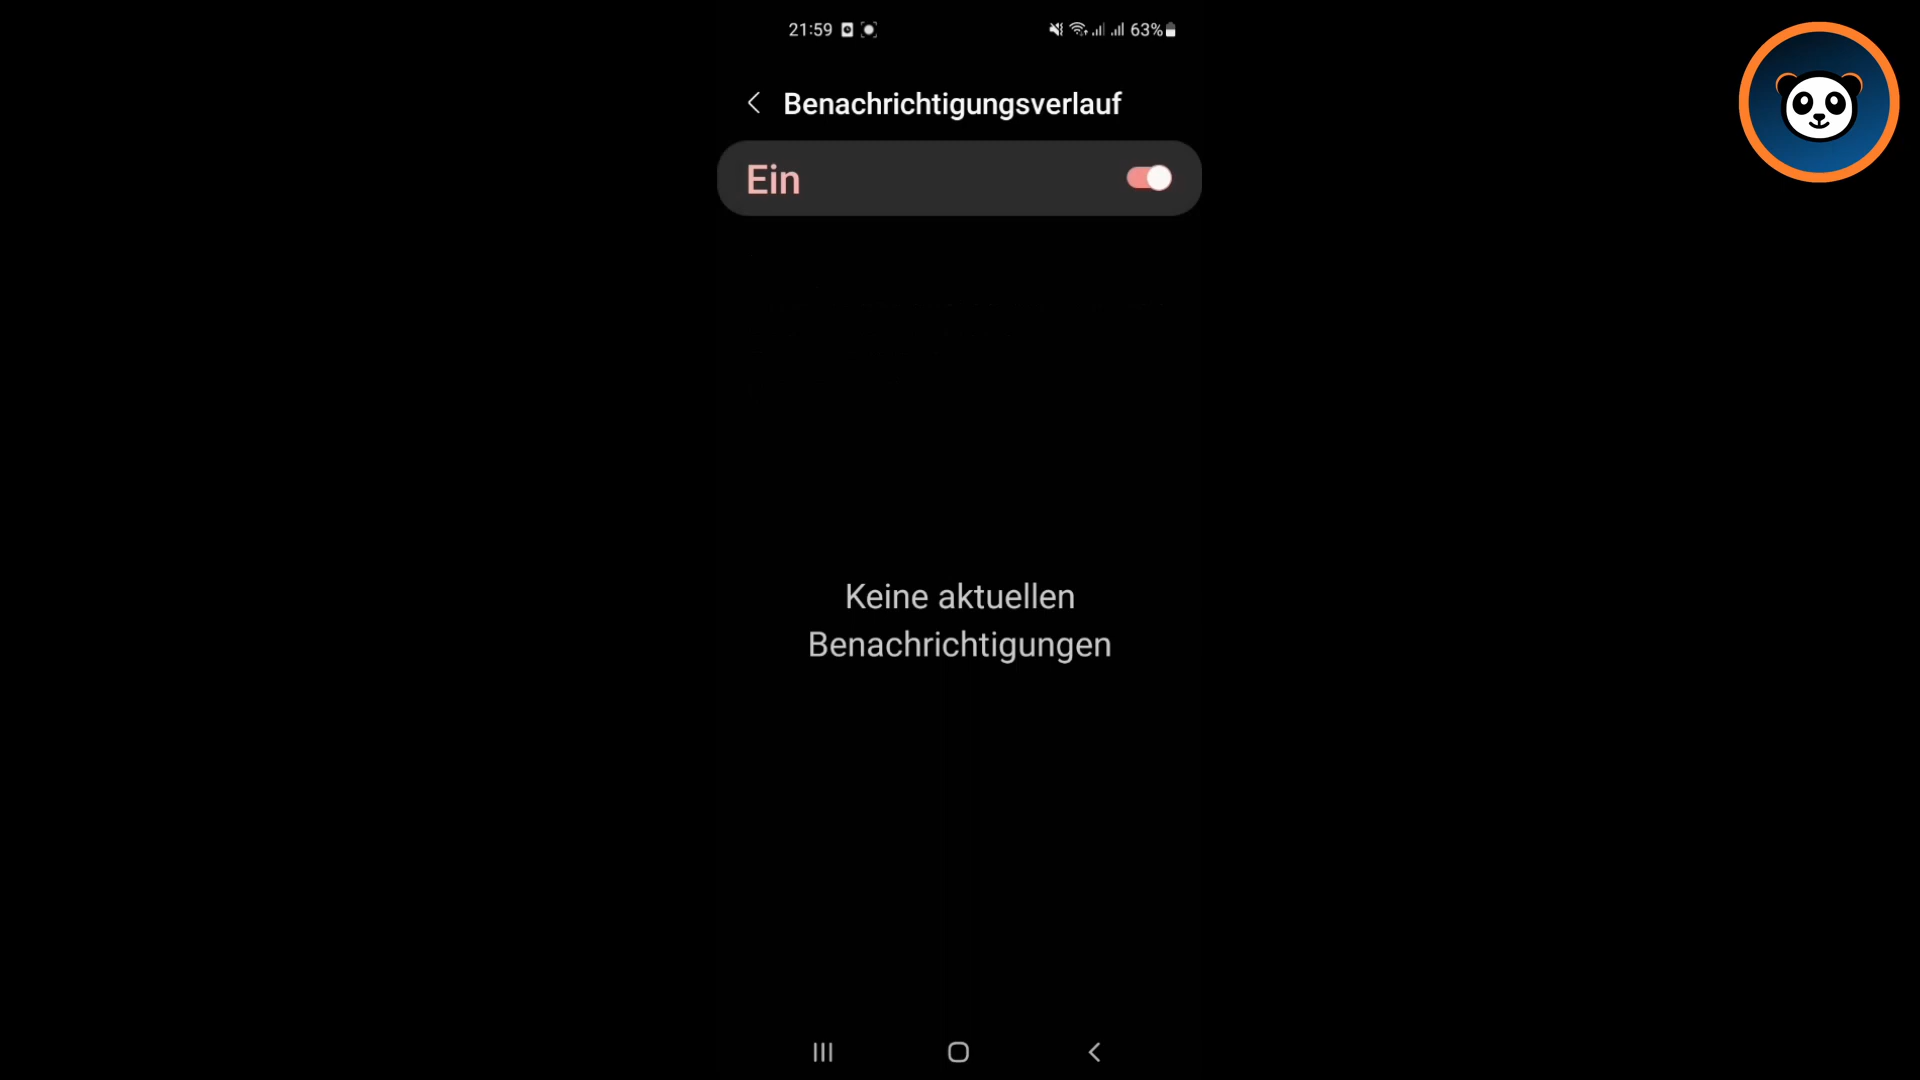 21:59 63%
Benachrichtigungsverlauf
Ein
Keine aktuellen
Benachrichtigungen